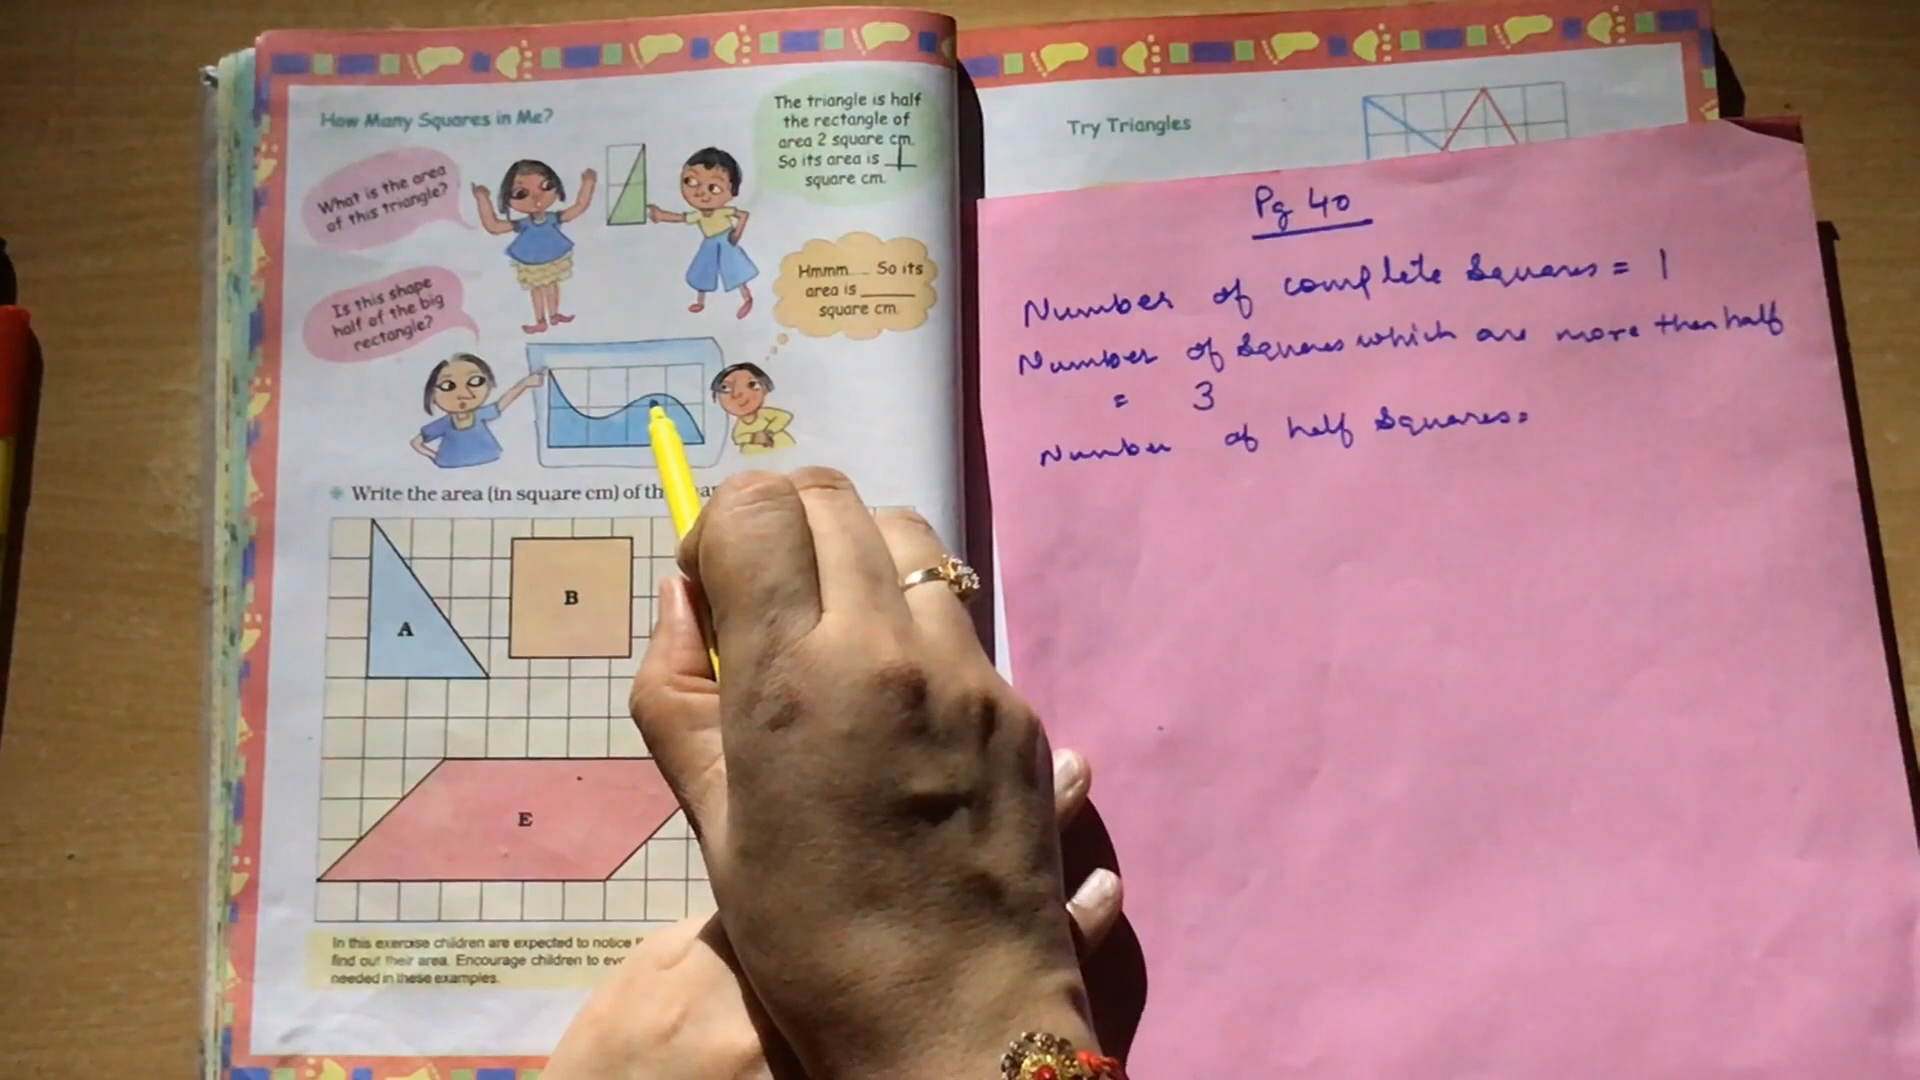 How Many Squares in Me?
What is the area
of this triangle?
The triangle is half
the rectangle of
area 2 square cm.
So its area is 1
square cm.
Is this shape
half of the big
rectangle?
Hmmm.... So its
area is ______
square cm.
Write the area (in square cm) of
A
B
E
In this exercise children are expected to notice
find out their area. Encourage children to
needed in these examples.
Try Triangles
Pg 40
Number of complete Squares = 1
Number of Squares which are more then half
= 3
Number of half Squares=